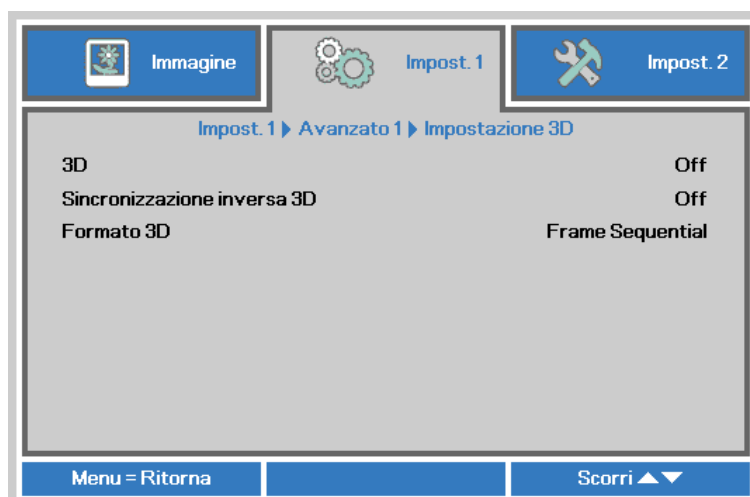 Immagine
Impost. 1
Impost. 2
Impost. 1 ▶ Avanzato 1 ▶ Impostazione 3D
3D Off
Sincronizzazione inversa 3D Off
Formato 3D Frame Sequential
Menu = Ritorna
Scorri ▲▼